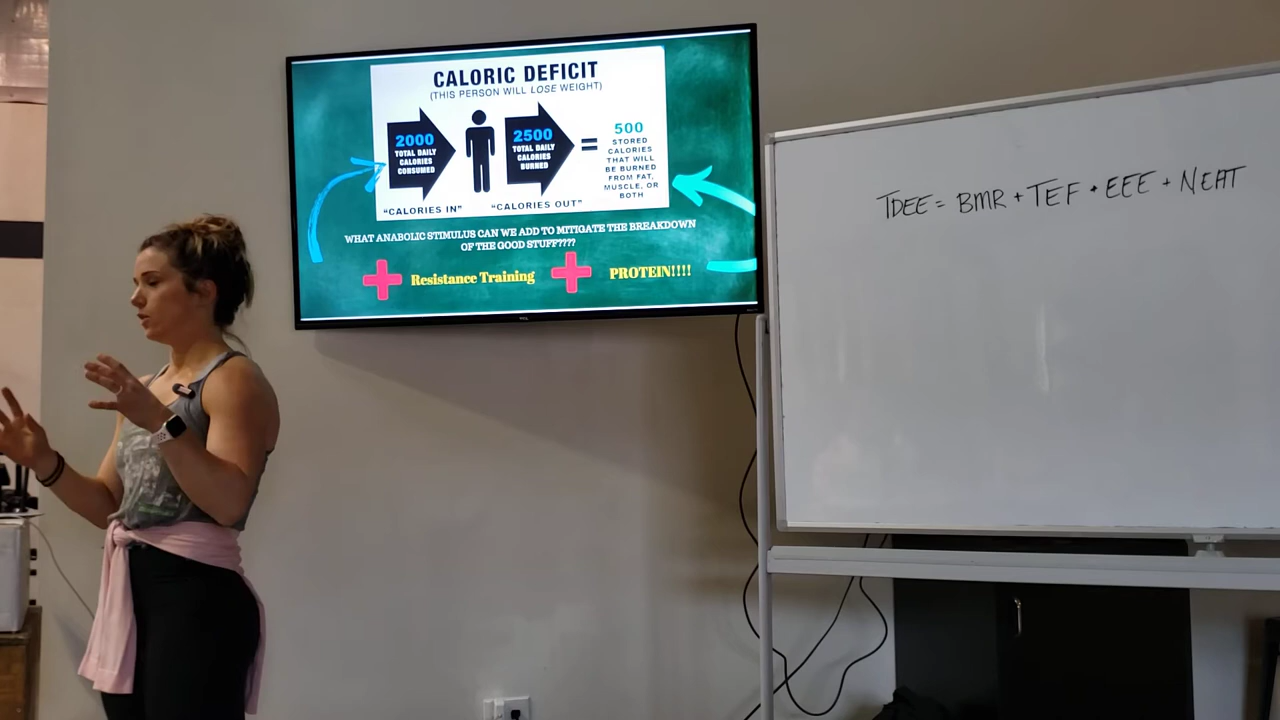 CALORIC DEFICIT
(THIS PERSON WILL LOSE WEIGHT)
2000
TOTAL DAILY
CALORIES
CONSUMED
2500
TOTAL DAILY
CALORIES
BURNED
=
500
STORED
CALORIES
THAT WILL
BE BURNED
FROM FAT,
MUSCLE, OR
BOTH
"CALORIES IN"
"CALORIES OUT"
WHAT ANABOLIC STIMULUS CAN WE ADD TO MITIGATE THE BREAKDOWN
OF THE GOOD STUFF????
Resistance Training
PROTEIN!!!!
TCL
TDEE = BMR + TEF + EEE + NEAT